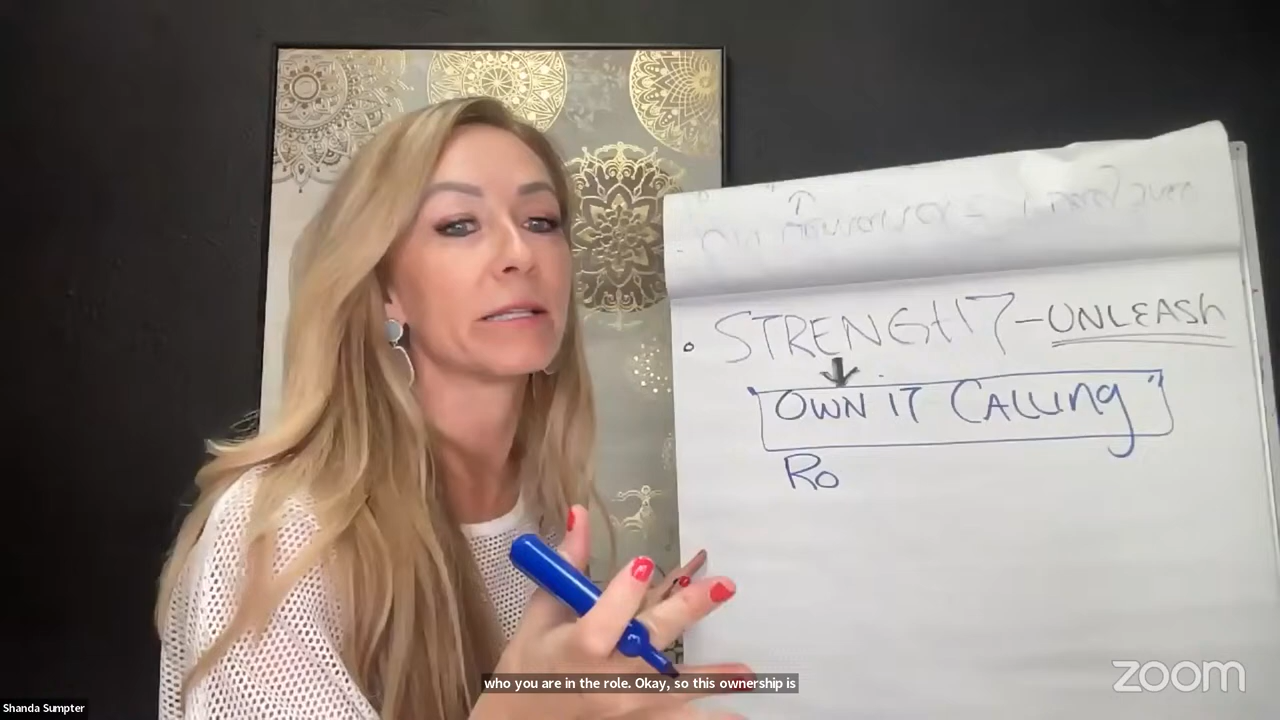 STRENGTH - UNLEASH
OWN IT CALLING
Ro
who you are in the role. Okay, so this ownership is
Shanda Sumpter
zoom